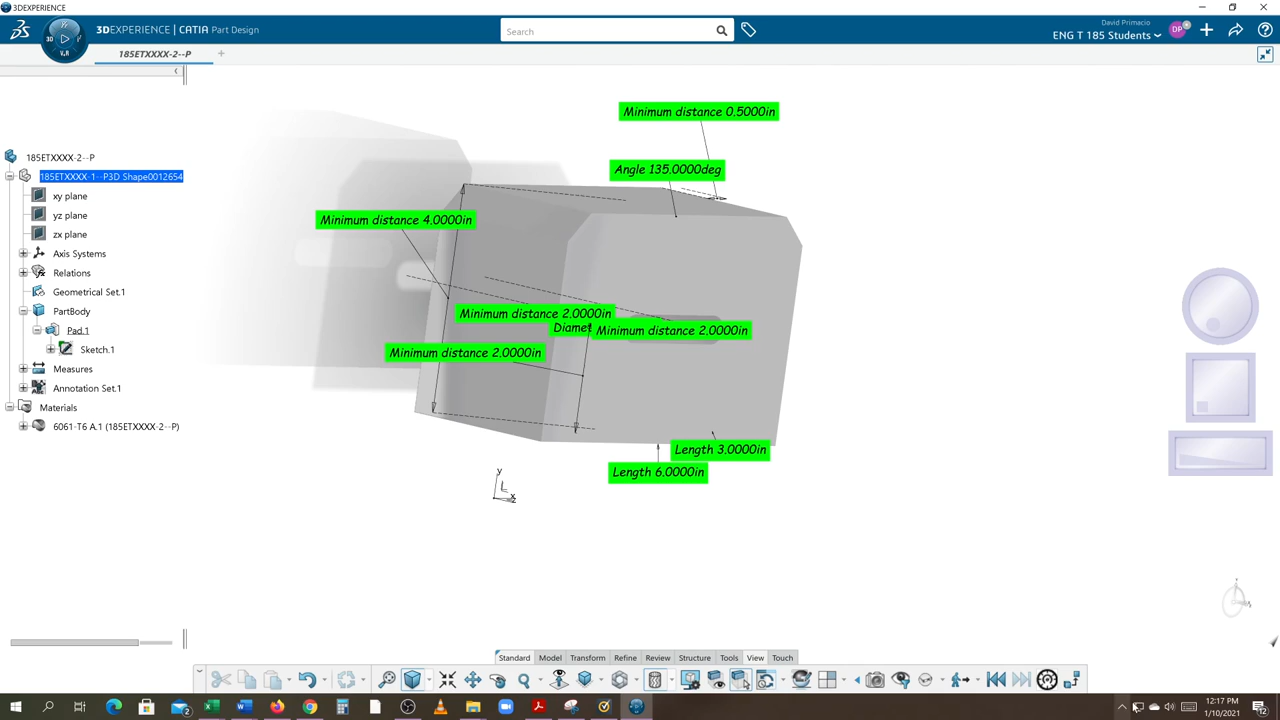 3DEXPERIENCE
3DEXPERIENCE | CATIA Part Design
Search
David Primacio
ENG T 185 Students
DP
3D
V,R
185ETXXXX-2--P
185ETXXXX-2--P
185ETXXXX-1--P3D Shape0012654
xy plane
yz plane
zx plane
Axis Systems
Relations
Geometrical Set.1
PartBody
Pad.1
Sketch.1
Measures
Annotation Set.1
Materials
6061-T6 A.1 (185ETXXXX-2--P)
Minimum distance 0.5000in
Angle 135.0000deg
Minimum distance 4.0000in
Minimum distance 2.0000in
Minimum distance 2.0000in
Minimum distance 2.0000in
Length 3.0000in
Length 6.0000in
y
x
Standard Model Transform Refine Review Structure Tools View Touch
12:17 PM
1/10/2021